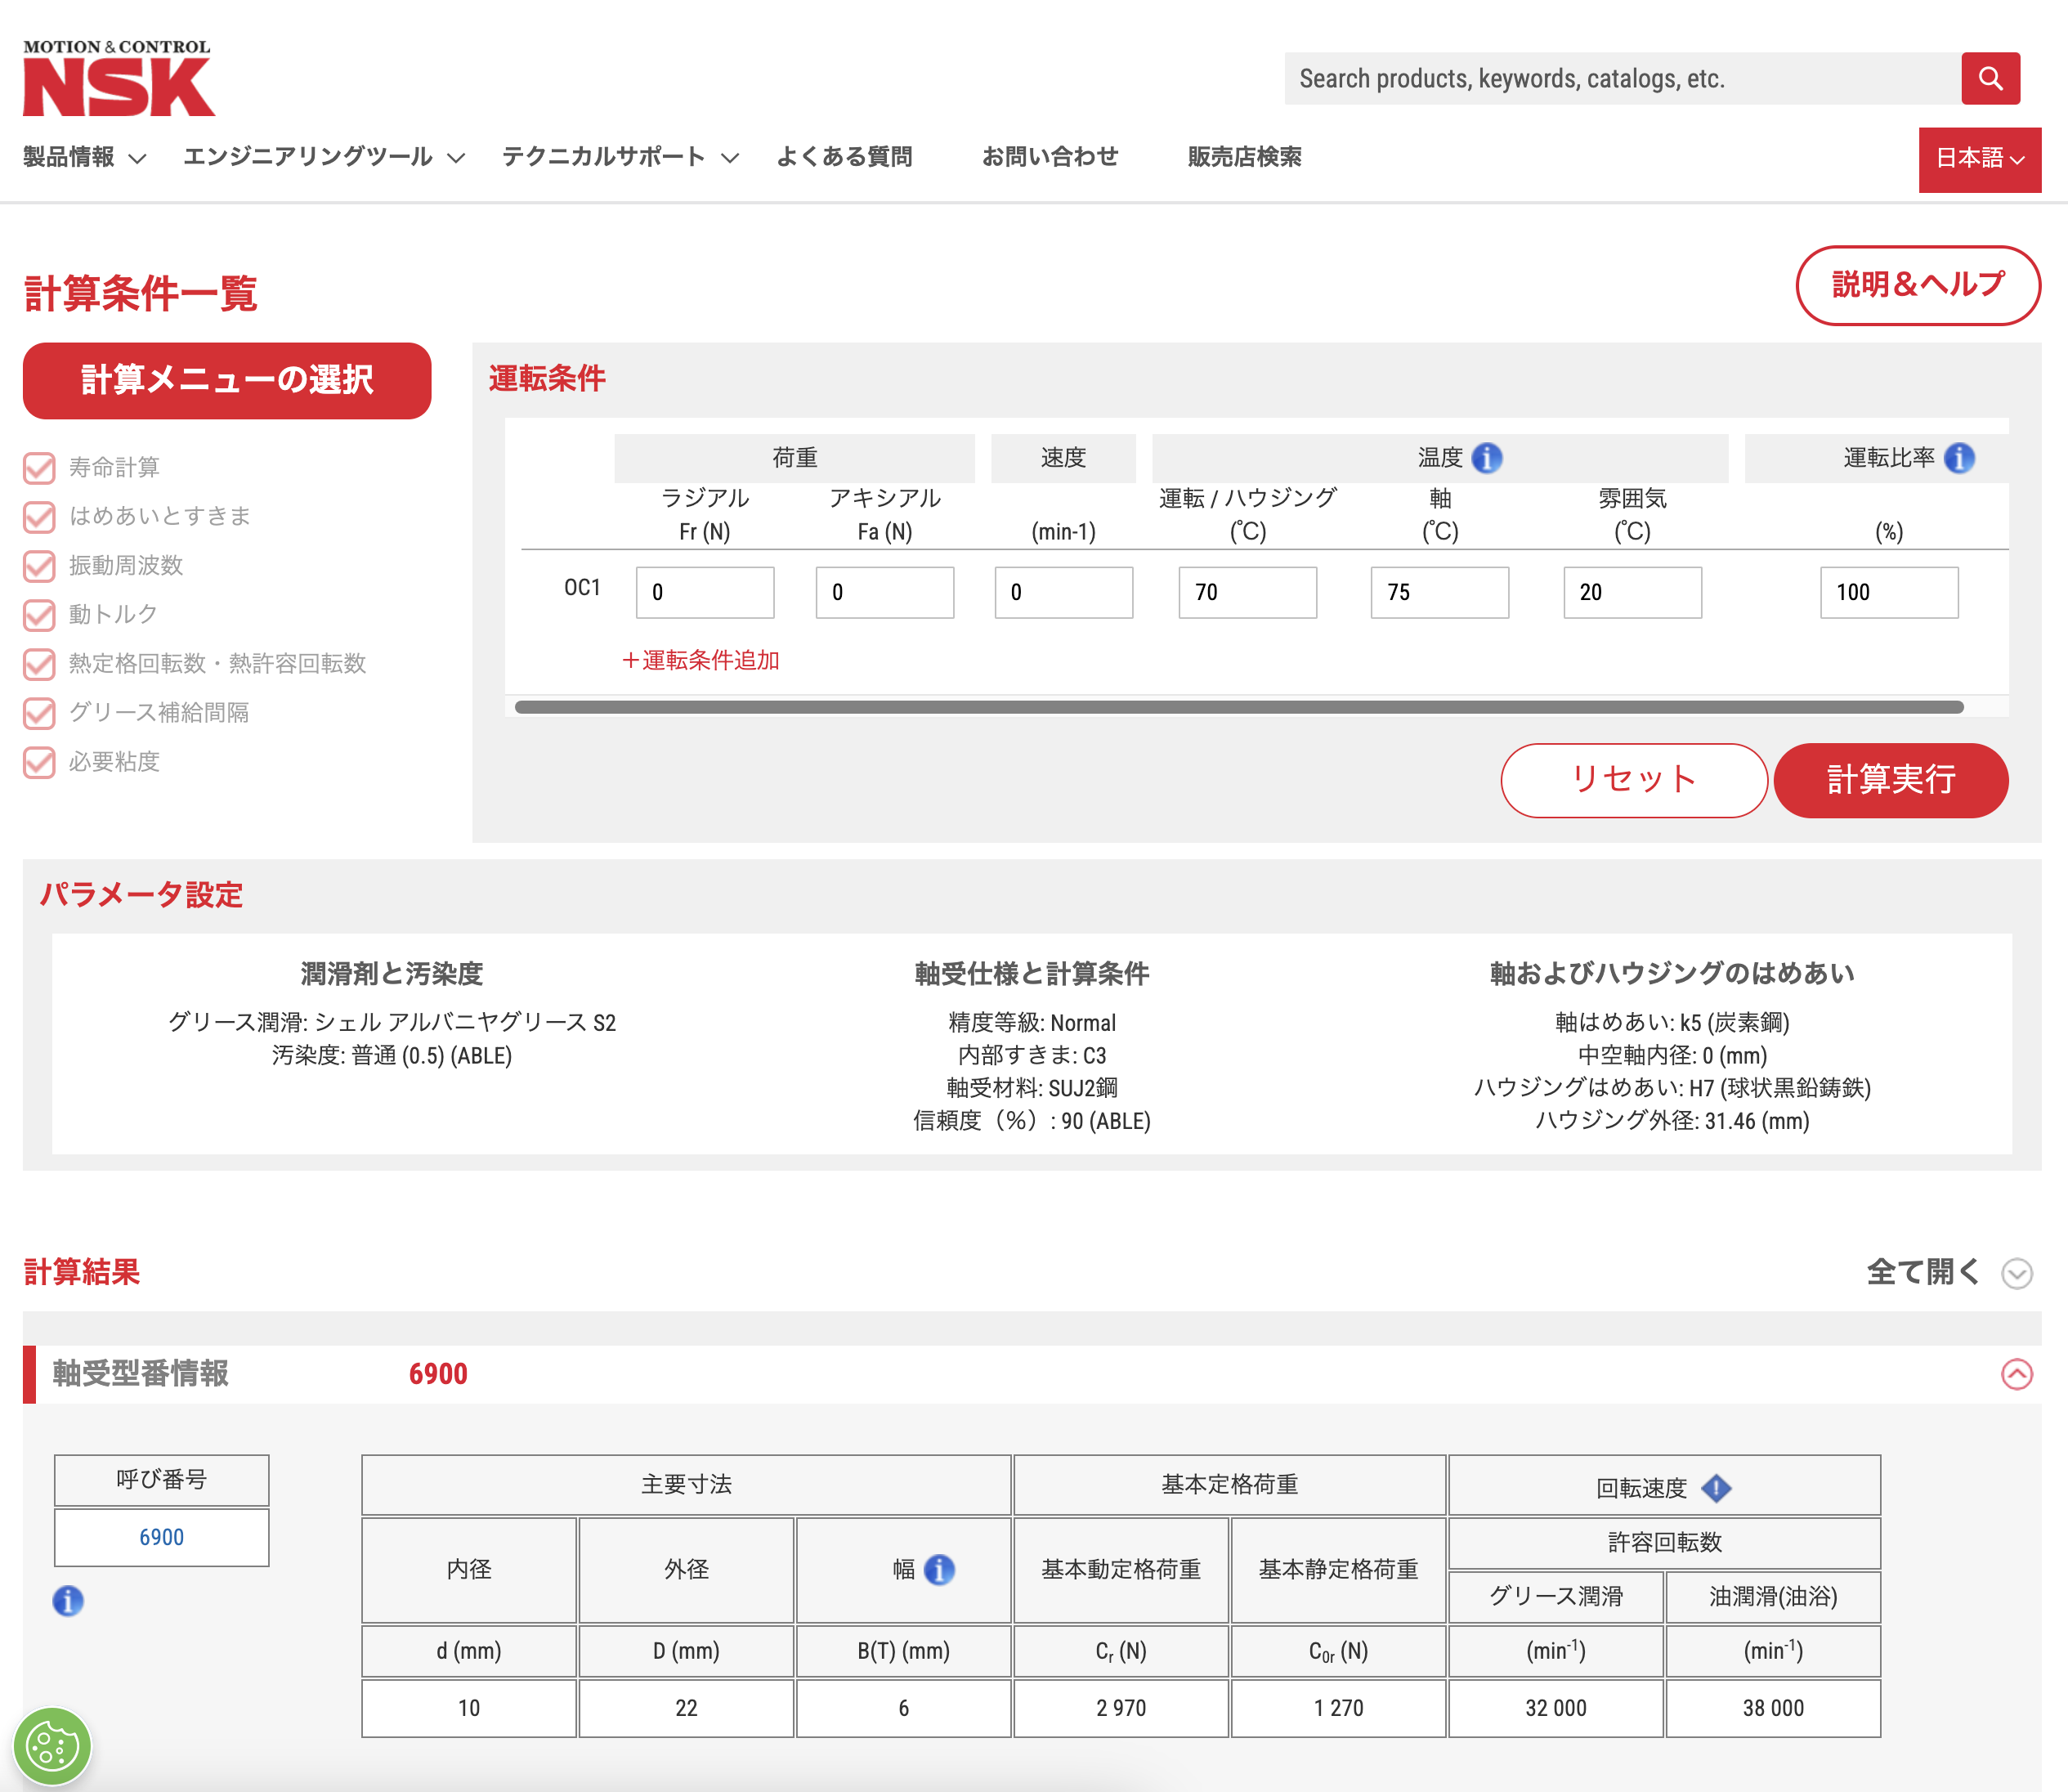 MOTION & CONTROL
NSK
Search products, keywords, catalogs, etc.
製品情報 エンジニアリングツール テクニカルサポート よくある質問 お問い合わせ 販売店検索 日本語
計算条件一覧
説明＆ヘルプ
計算メニューの選択
寿命計算
はめあいとすきま
振動周波数
動トルク
熱定格回転数・熱許容回転数
グリース補給間隔
必要粘度
運転条件
荷重 速度 温度 運転比率
ラジアル アキシアル 運転 / ハウジング 軸 雰囲気
Fr (N) Fa (N) (min-1) (℃) (℃) (℃) (%)
OC1 0 0 0 70 75 20 100
＋運転条件追加
リセット 計算実行
パラメータ設定
潤滑剤と汚染度
グリース潤滑: シェル アルバニヤグリース S2
汚染度: 普通 (0.5) (ABLE)
軸受仕様と計算条件
精度等級: Normal
内部すきま: C3
軸受材料: SUJ2鋼
信頼度（％）: 90 (ABLE)
軸およびハウジングのはめあい
軸はめあい: k5 (炭素鋼)
中空軸内径: 0 (mm)
ハウジングはめあい: H7 (球状黒鉛鋳鉄)
ハウジング外径: 31.46 (mm)
計算結果 全て開く
軸受型番情報 6900
呼び番号
6900
主要寸法 基本定格荷重 回転速度
許容回転数
内径 外径 幅 基本動定格荷重 基本静定格荷重
グリース潤滑 油潤滑(油浴)
d (mm) D (mm) B(T) (mm) Cr (N) C0r (N) (min-1) (min-1)
10 22 6 2 970 1 270 32 000 38 000